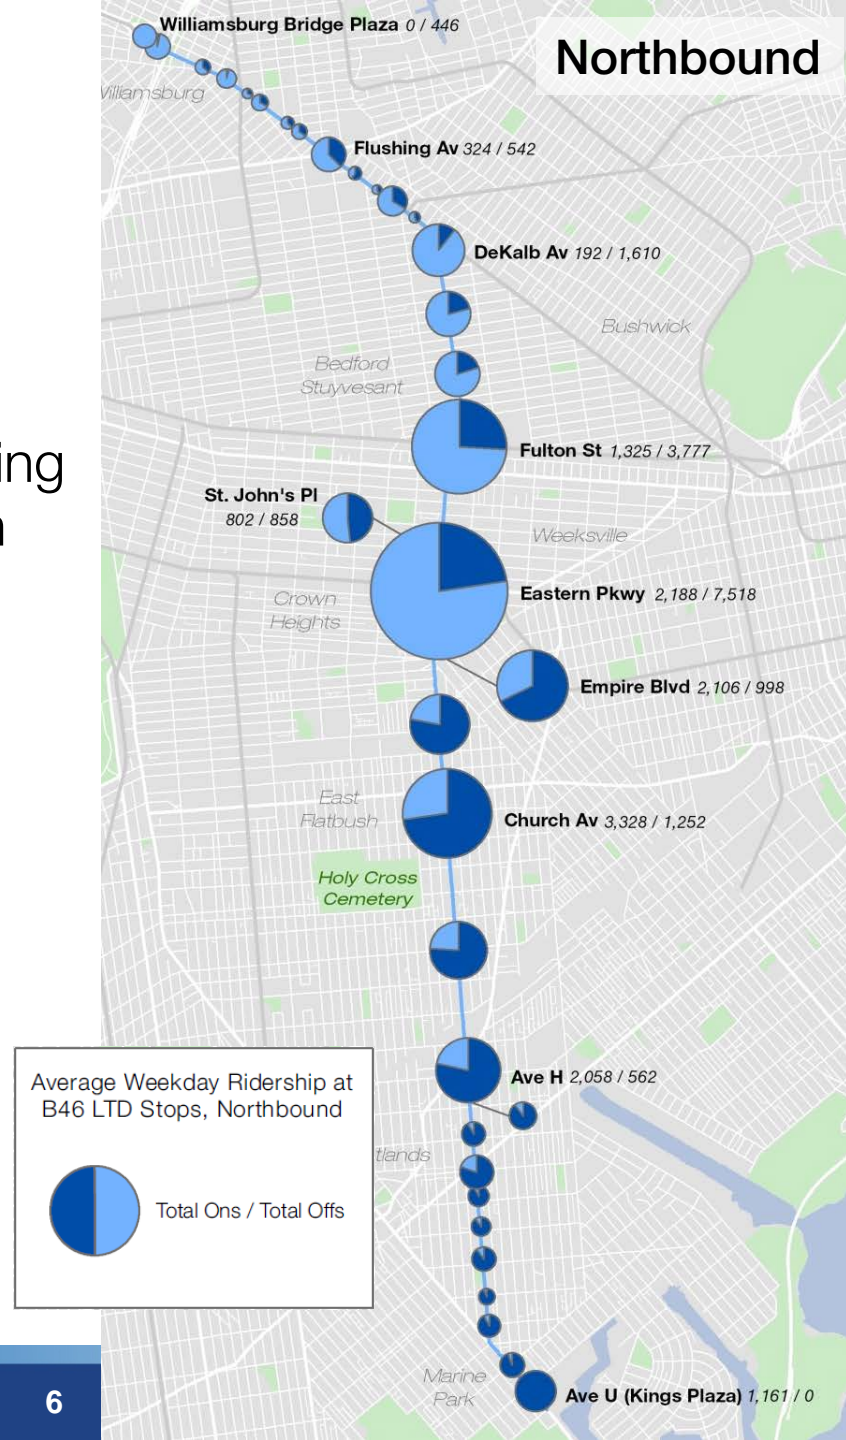 Williamsburg Bridge Plaza 0 / 446
Northbound
Williamsburg
Flushing Av 324 / 542
DeKalb Av 192 / 1,610
Bushwick
Bedford
Stuyvesant
ing
Fulton St 1,325 / 3,777
St. John's Pl
802 / 858
Weeksville
Eastern Pkwy 2,188 / 7,518
Crown
Heights
Empire Blvd 2,106 / 998
East
Flatbush
Church Av 3,328 / 1,252
Holy Cross
Cemetery
Average Weekday Ridership at
B46 LTD Stops, Northbound
Total Ons / Total Offs
Ave H 2,058 / 562
tlands
Marine
Park
Ave U (Kings Plaza) 1,161 / 0
6